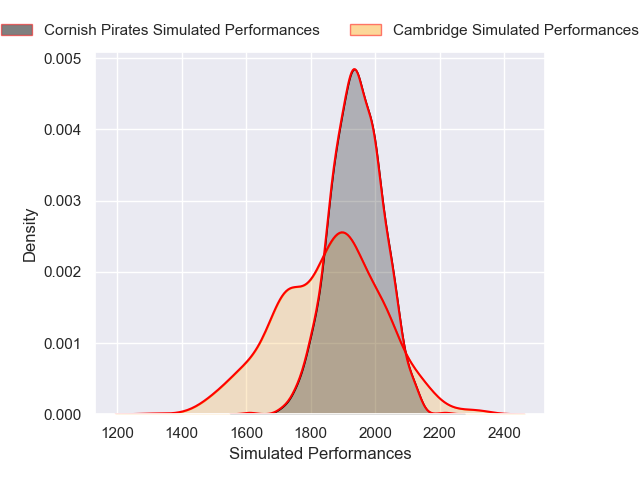 Cornish Pirates Simulated Performances
Cambridge Simulated Performances
0.005
0.004
0.003
0.002
0.001
0.000
Density
1200 1400 1600 1800 2000 2200 2400
Simulated Performances